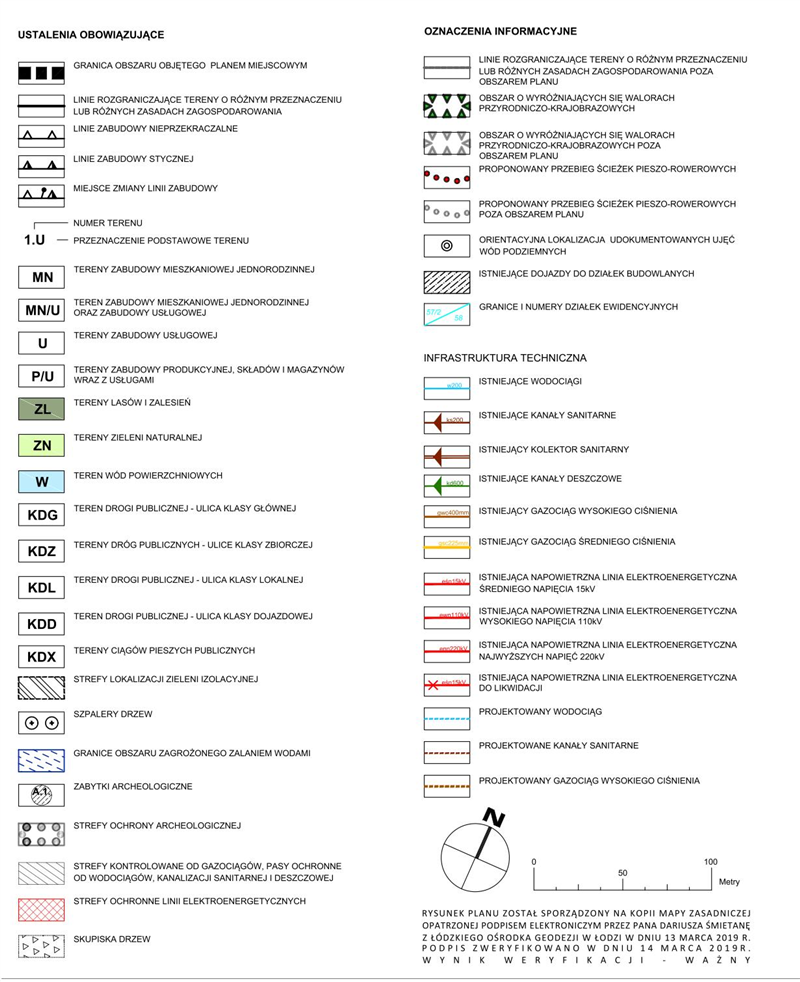 USTALENIA OBOWIĄZUJĄCE
GRANICA OBSZARU OBJĘTEGO PLANEM MIEJSCOWYM
LINIE ROZGRANICZAJĄCE TERENY O RÓŻNYM PRZEZNACZENIU
LUB RÓŻNYCH ZASADACH ZAGOSPODAROWANIA
LINIE ZABUDOWY NIEPRZEKRACZALNE
LINIE ZABUDOWY STYCZNEJ
MIEJSCE ZMIANY LINII ZABUDOWY
NUMER TERENU
1.U PRZEZNACZENIE PODSTAWOWE TERENU
MN TERENY ZABUDOWY MIESZKANIOWEJ JEDNORODZINNEJ
MN/U TEREN ZABUDOWY MIESZKANIOWEJ JEDNORODZINNEJ
ORAZ ZABUDOWY USŁUGOWEJ
U TERENY ZABUDOWY USŁUGOWEJ
P/U TERENY ZABUDOWY PRODUKCYJNEJ, SKŁADÓW I MAGAZYNÓW
WRAZ Z USŁUGAMI
ZL TERENY LASÓW I ZALESIEŃ
ZN TERENY ZIELENI NATURALNEJ
W TEREN WÓD POWIERZCHNIOWYCH
KDG TEREN DROGI PUBLICZNEJ - ULICA KLASY GŁÓWNEJ
KDZ TERENY DRÓG PUBLICZNYCH - ULICE KLASY ZBIORCZEJ
KDL TERENY DROGI PUBLICZNEJ - ULICA KLASY LOKALNEJ
KDD TEREN DROGI PUBLICZNEJ - ULICA KLASY DOJAZDOWEJ
KDX TERENY CIĄGÓW PIESZYCH PUBLICZNYCH
STREFY LOKALIZACJI ZIELENI IZOLACYJNEJ
SZPALERY DRZEW
GRANICE OBSZARU ZAGROŻONEGO ZALANIEM WODAMI
A.1. ZABYTKI ARCHEOLOGICZNE
STREFY OCHRONY ARCHEOLOGICZNEJ
STREFY KONTROLOWANE OD GAZOCIĄGÓW, PASY OCHRONNE
OD WODOCIĄGÓW, KANALIZACJI SANITARNEJ I DESZCZOWEJ
STREFY OCHRONNE LINII ELEKTROENERGETYCZNYCH
SKUPISKA DRZEW
OZNACZENIA INFORMACYJNE
LINIE ROZGRANICZAJĄCE TERENY O RÓŻNYM PRZEZNACZENIU
LUB RÓŻNYCH ZASADACH ZAGOSPODAROWANIA POZA
OBSZAREM PLANU
OBSZAR O WYRÓŻNIAJĄCYCH SIĘ WALORACH
PRZYRODNICZO-KRAJOBRAZOWYCH
OBSZAR O WYRÓŻNIAJĄCYCH SIĘ WALORACH
PRZYRODNICZO-KRAJOBRAZOWYCH POZA
OBSZAREM PLANU
PROPONOWANY PRZEBIEG ŚCIEŻEK PIESZO-ROWEROWYCH
PROPONOWANY PRZEBIEG ŚCIEŻEK PIESZO-ROWEROWYCH
POZA OBSZAREM PLANU
ORIENTACYJNA LOKALIZACJA UDOKUMENTOWANYCH UJĘĆ
WÓD PODZIEMNYCH
ISTNIEJĄCE DOJAZDY DO DZIAŁEK BUDOWLANYCH
57/2 58 GRANICE I NUMERY DZIAŁEK EWIDENCYJNYCH
INFRASTRUKTURA TECHNICZNA
w200 ISTNIEJĄCE WODOCIĄGI
ks200 ISTNIEJĄCE KANAŁY SANITARNE
ISTNIEJĄCY KOLEKTOR SANITARNY
kd600 ISTNIEJĄCE KANAŁY DESZCZOWE
gwc400mm ISTNIEJĄCY GAZOCIĄG WYSOKIEGO CIŚNIENIA
ISTNIEJĄCY GAZOCIĄG ŚREDNIEGO CIŚNIENIA
ISTNIEJĄCA NAPOWIETRZNA LINIA ELEKTROENERGETYCZNA
ŚREDNIEGO NAPIĘCIA 15kV
ISTNIEJĄCA NAPOWIETRZNA LINIA ELEKTROENERGETYCZNA
WYSOKIEGO NAPIĘCIA 110kV
ISTNIEJĄCA NAPOWIETRZNA LINIA ELEKTROENERGETYCZNA
NAJWYŻSZYCH NAPIĘĆ 220kV
ISTNIEJĄCA NAPOWIETRZNA LINIA ELEKTROENERGETYCZNA
DO LIKWIDACJI
PROJEKTOWANY WODOCIĄG
PROJEKTOWANE KANAŁY SANITARNE
PROJEKTOWANY GAZOCIĄG WYSOKIEGO CIŚNIENIA
N
0 50 100
Metry
RYSUNEK PLANU ZOSTAŁ SPORZĄDZONY NA KOPII MAPY ZASADNICZEJ
OPATRZONEJ PODPISEM ELEKTRONICZYM PRZEZ PANA DARIUSZA ŚMIETANĘ
Z ŁÓDZKIEGO OŚRODKA GEODEZJI W ŁODZI W DNIU 13 MARCA 2019 R.
PODPIS ZWERYFIKOWANO W DNIU 14 MARCA 2019R.
WYNIK WERYFIKACJI - WAŻNY